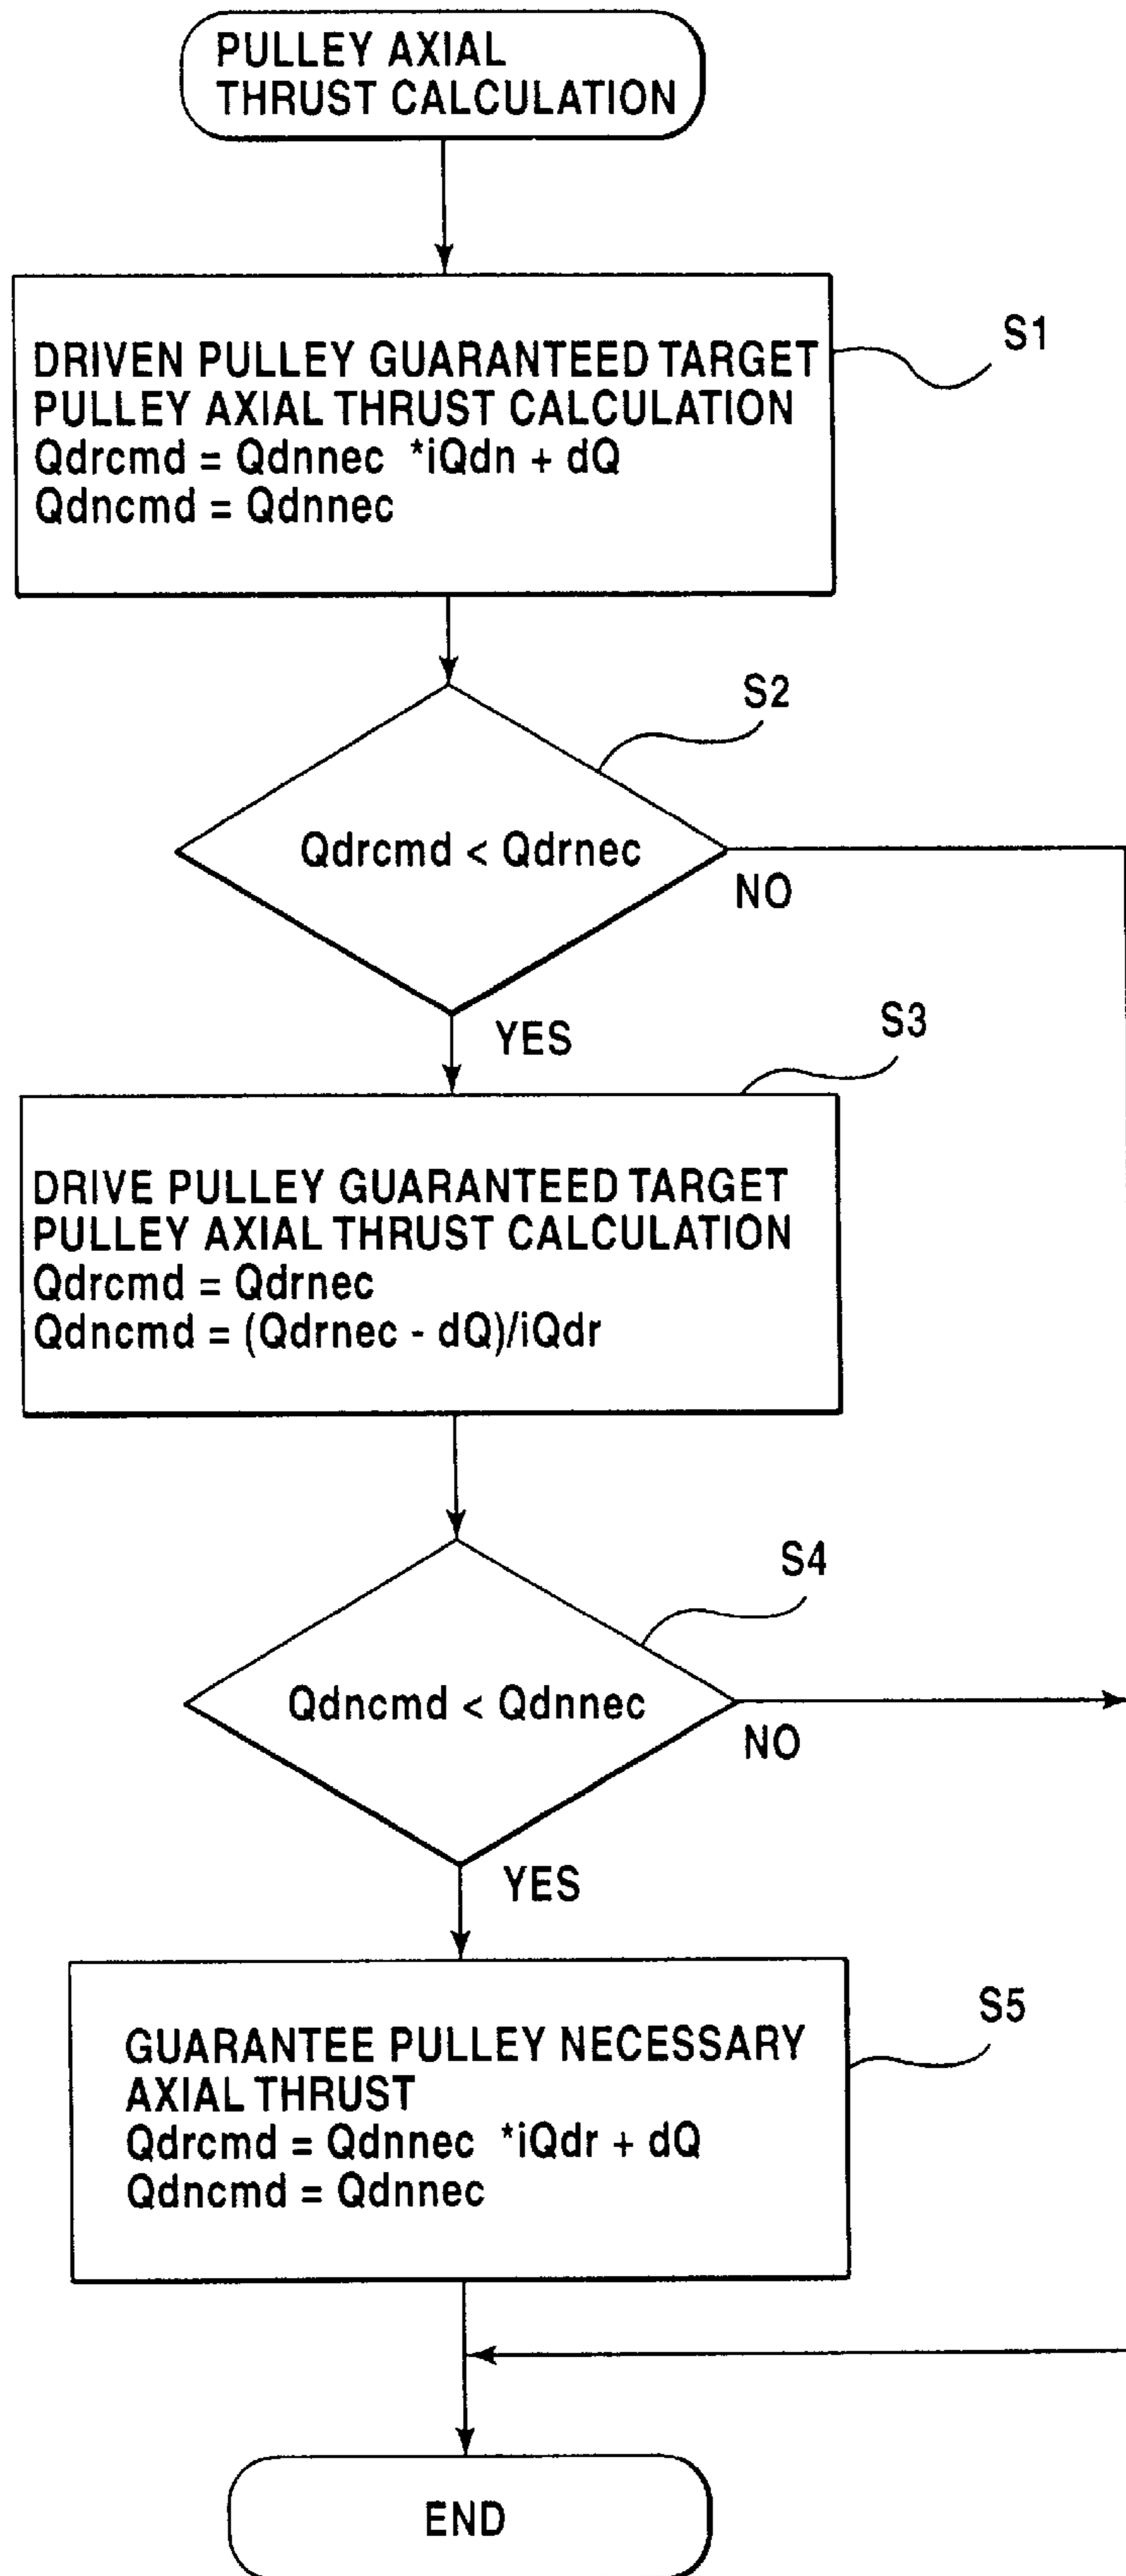 PULLEY AXIAL
THRUST CALCULATION
DRIVEN PULLEY GUARANTEED TARGET
PULLEY AXIAL THRUST CALCULATION
Qdrcmd = Qdnnec *iQdn + dQ
Qdncmd = Qdnnec
S1
S2
Qdrcmd < Qdrnec
NO
YES
S3
DRIVE PULLEY GUARANTEED TARGET
PULLEY AXIAL THRUST CALCULATION
Qdrcmd = Qdrnec
Qdncmd = (Qdrnec - dQ)/iQdr
S4
Qdncmd < Qdnnec
NO
YES
S5
GUARANTEE PULLEY NECESSARY
AXIAL THRUST
Qdrcmd = Qdnnec *iQdr + dQ
Qdncmd = Qdnnec
END